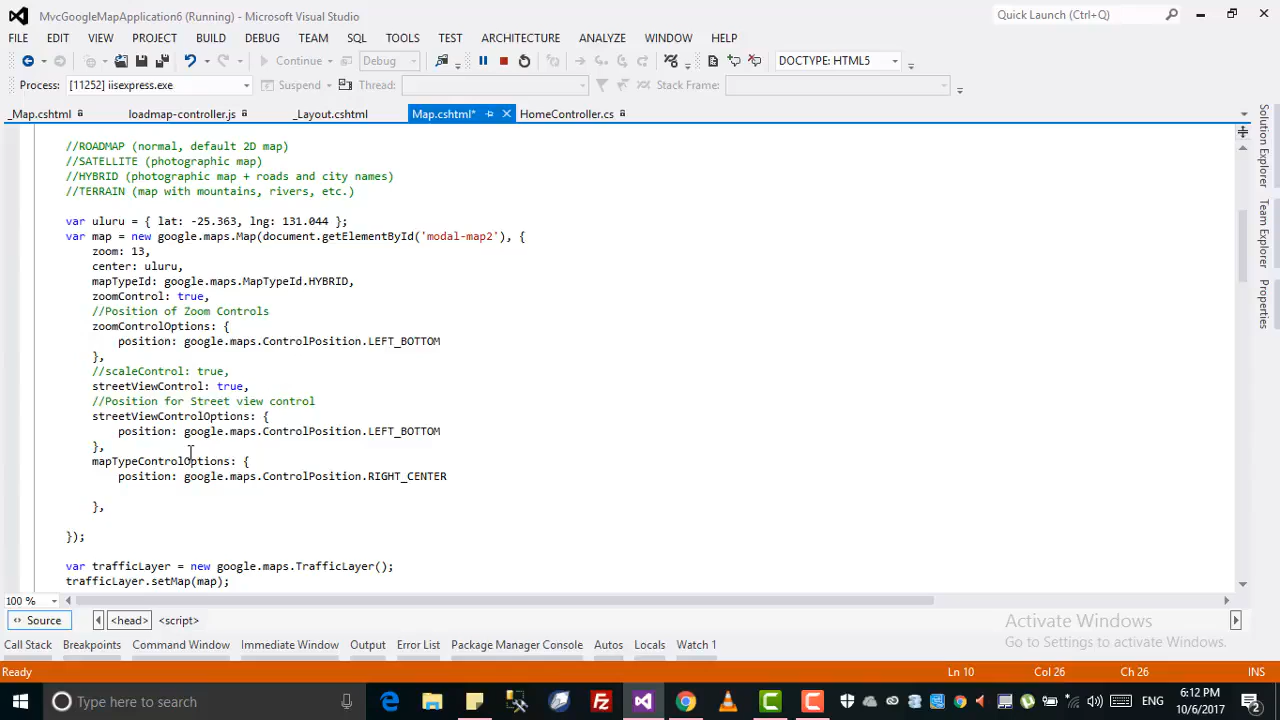 MvcGoogleMapApplication6 (Running) - Microsoft Visual Studio
Quick Launch (Ctrl+Q)
FILE EDIT VIEW PROJECT BUILD DEBUG TEAM SQL TOOLS TEST ARCHITECTURE ANALYZE WINDOW HELP
Continue Debug DOCTYPE: HTML5
Process: [11252] iisexpress.exe Suspend Thread: Stack Frame:
_Map.cshtml loadmap-controller.js _Layout.cshtml Map.cshtml* HomeController.cs
//ROADMAP (normal, default 2D map)
//SATELLITE (photographic map)
//HYBRID (photographic map + roads and city names)
//TERRAIN (map with mountains, rivers, etc.)
var uluru = { lat: -25.363, lng: 131.044 };
var map = new google.maps.Map(document.getElementById('modal-map2'), {
zoom: 13,
center: uluru,
mapTypeId: google.maps.MapTypeId.HYBRID,
zoomControl: true,
//Position of Zoom Controls
zoomControlOptions: {
position: google.maps.ControlPosition.LEFT_BOTTOM
},
//scaleControl: true,
streetViewControl: true,
//Position for Street view control
streetViewControlOptions: {
position: google.maps.ControlPosition.LEFT_BOTTOM
},
mapTypeControlOptions: {
position: google.maps.ControlPosition.RIGHT_CENTER
},
});
var trafficLayer = new google.maps.TrafficLayer();
trafficLayer.setMap(map);
Solution Explorer
Team Explorer
Properties
100 %
Source <head> <script>
Activate Windows
Go to Settings to activate Windows.
Call Stack Breakpoints Command Window Immediate Window Output Error List Package Manager Console Autos Locals Watch 1
Ready Ln 10 Col 26 Ch 26 INS
Type here to search
ENG
6:12 PM
10/6/2017
2